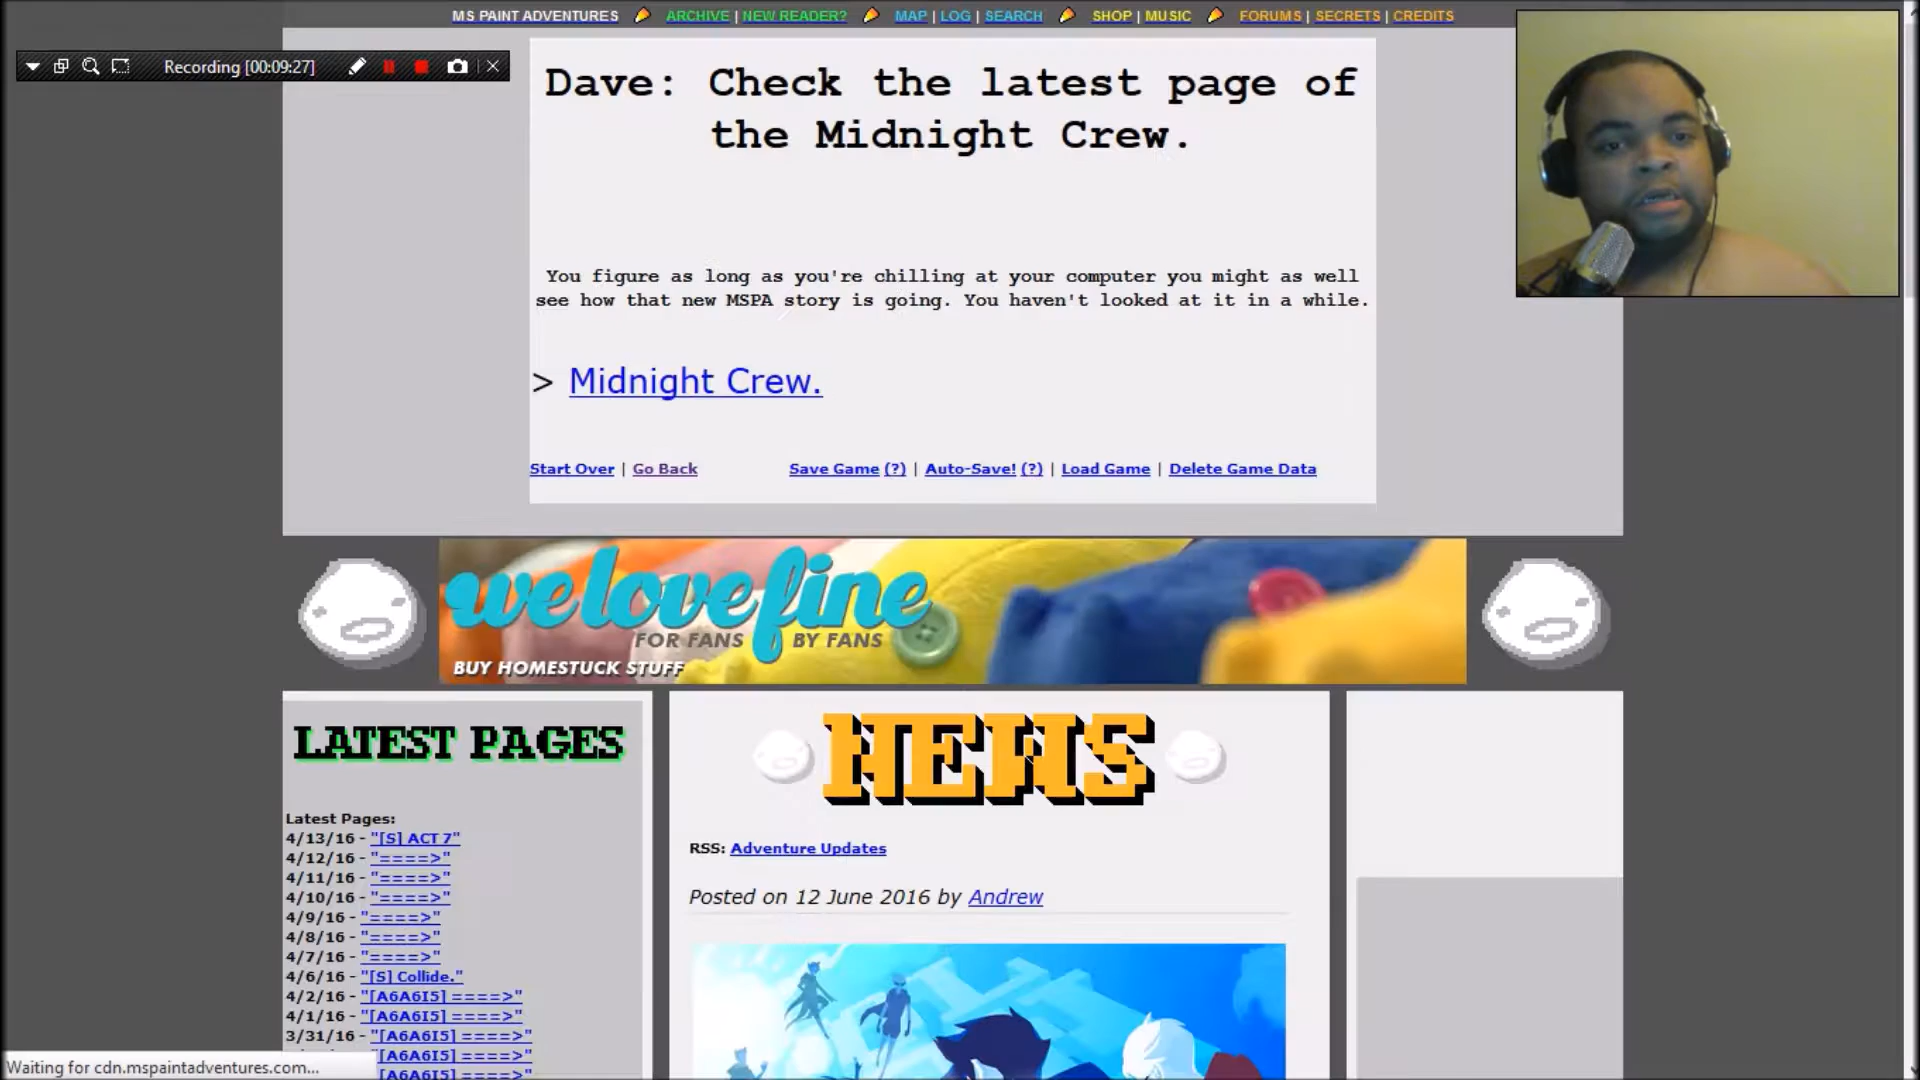 MS PAINT ADVENTURES ARCHIVE | NEW READER? MAP | LOG | SEARCH SHOP | MUSIC FORUMS | SECRETS | CREDITS
Recording [00:09:27]
Dave: Check the latest page of
the Midnight Crew.
You figure as long as you're chilling at your computer you might as well
see how that new MSPA story is going. You haven't looked at it in a while.
> Midnight Crew.
Start Over | Go Back Save Game (?) | Auto-Save! (?) | Load Game | Delete Game Data
welovefine
FOR FANS BY FANS
BUY HOMESTUCK STUFF
LATEST PAGES
Latest Pages:
4/13/16 - "[S] ACT 7"
4/12/16 - "====>"
4/11/16 - "====>"
4/10/16 - "====>"
4/9/16 - "====>"
4/8/16 - "====>"
4/7/16 - "====>"
4/6/16 - "[S] Collide."
4/2/16 - "[A6A6I5] ====>"
4/1/16 - "[A6A6I5] ====>"
3/31/16 - "[A6A6I5] ====>"
[A6A6I5] ====>"
[A6A6I5] ====>"
NEWS
RSS: Adventure Updates
Posted on 12 June 2016 by Andrew
Waiting for cdn.mspaintadventures.com...